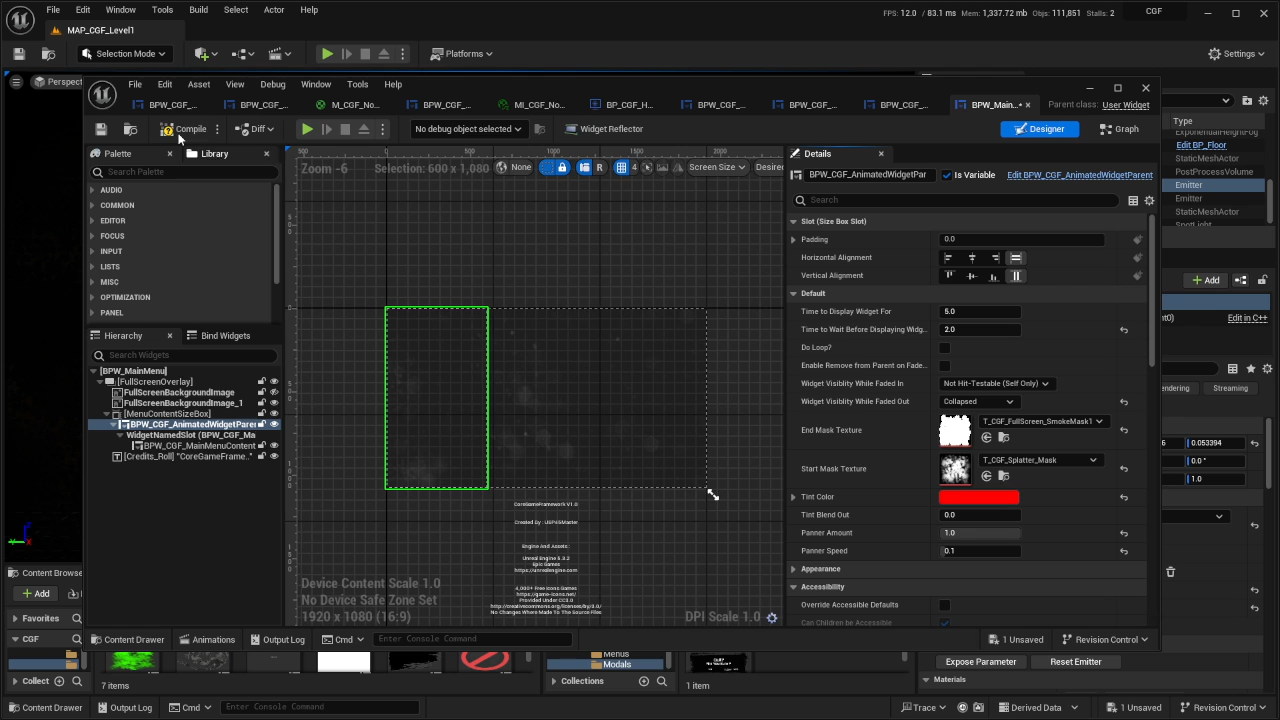 File Edit Window Tools Build Select Actor Help
FPS: 12.0 / 83.1 ms Mem: 1,337.72 mb Objs: 111,851 Stalls: 2 CGF
MAP_CGF_Level1
Selection Mode Platforms Settings
File Edit Asset View Debug Window Tools Help
BPW_CGF_... BPW_CGF_... M_CGF_No... BPW_CGF_... MI_CGF_No... BP_CGF_H... BPW_CGF_... BPW_CGF_... BPW_CGF_... BPW_Main...• Parent class: User Widget
Compile Diff No debug object selected Widget Reflector Designer Graph
Palette Library
Search Palette
AUDIO
COMMON
EDITOR
FOCUS
INPUT
LISTS
MISC
OPTIMIZATION
PANEL
Hierarchy Bind Widgets
Search Widgets
[BPW_MainMenu]
[FullScreenOverlay]
FullScreenBackgroundImage
FullScreenBackgroundImage_1
[MenuContentSizeBox]
BPW_CGF_AnimatedWidgetParen
WidgetNamedSlot (BPW_CGF_Ma
BPW_CGF_MainMenuContent
[Credits_Roll] "CoreGameFrame.."
Zoom -6 Selection: 600 x 1,080
None R 4 Screen Size Desired
CoreGameFramework V1.0
Engine And Assets:
Unreal Engine 5.3.2
Epic Games
https://unrealengine.com
4,000+ Free Icons Games
https://game-icons.net/
Provided Under CC3.0
http://creativecommons.org/licenses/by/3.0/
No Changes Where Made To The Source Files
Device Content Scale 1.0
No Device Safe Zone Set
1920 x 1080 (16:9)
DPI Scale 1.0
Details
BPW_CGF_AnimatedWidgetPar Is Variable Edit BPW_CGF_AnimatedWidgetParent
Search
Slot (Size Box Slot)
Padding 0.0
Horizontal Alignment
Vertical Alignment
Default
Time to Display Widget For 5.0
Time to Wait Before Displaying Widg... 2.0
Do Loop?
Enable Remove from Parent on Fade...
Widget Visiblity While Faded In Not Hit-Testable (Self Only)
Widget Visiblity While Faded Out Collapsed
End Mask Texture T_CGF_FullScreen_SmokeMask1
Start Mask Texture T_CGF_Splatter_Mask
Tint Color
Tint Blend Out 0.0
Panner Amount 1.0
Panner Speed 0.1
Appearance
Accessibility
Override Accessible Defaults
Can Children be Accessible
Type
Edit BP_Floor
StaticMeshActor
PostProcessVolume
Emitter
Emitter
StaticMeshActor
SpotLight
Add
Edit in C++
Streaming
0.053394
0.0 °
1.0
Content Drawer Animations Output Log Cmd Enter Console Command 1 Unsaved Revision Control
Content Browse
Add
Favorites
CGF
Collect
7 items
Menus
Modals
Collections
1 item
Expose Parameter Reset Emitter
Materials
Content Drawer Output Log Cmd Enter Console Command Trace Derived Data 1 Unsaved Revision Control